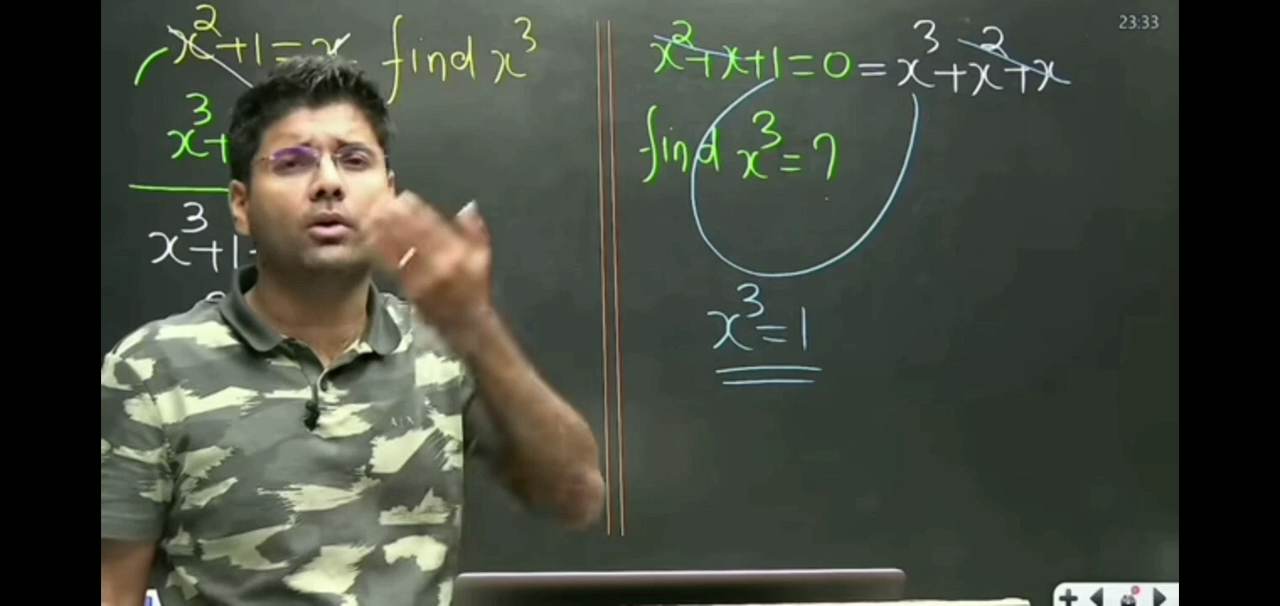 x²+1=x find x³
x³+
x³+1
x²+x+1=0=x³+x²+x
find x³=?
x³=1
23:33